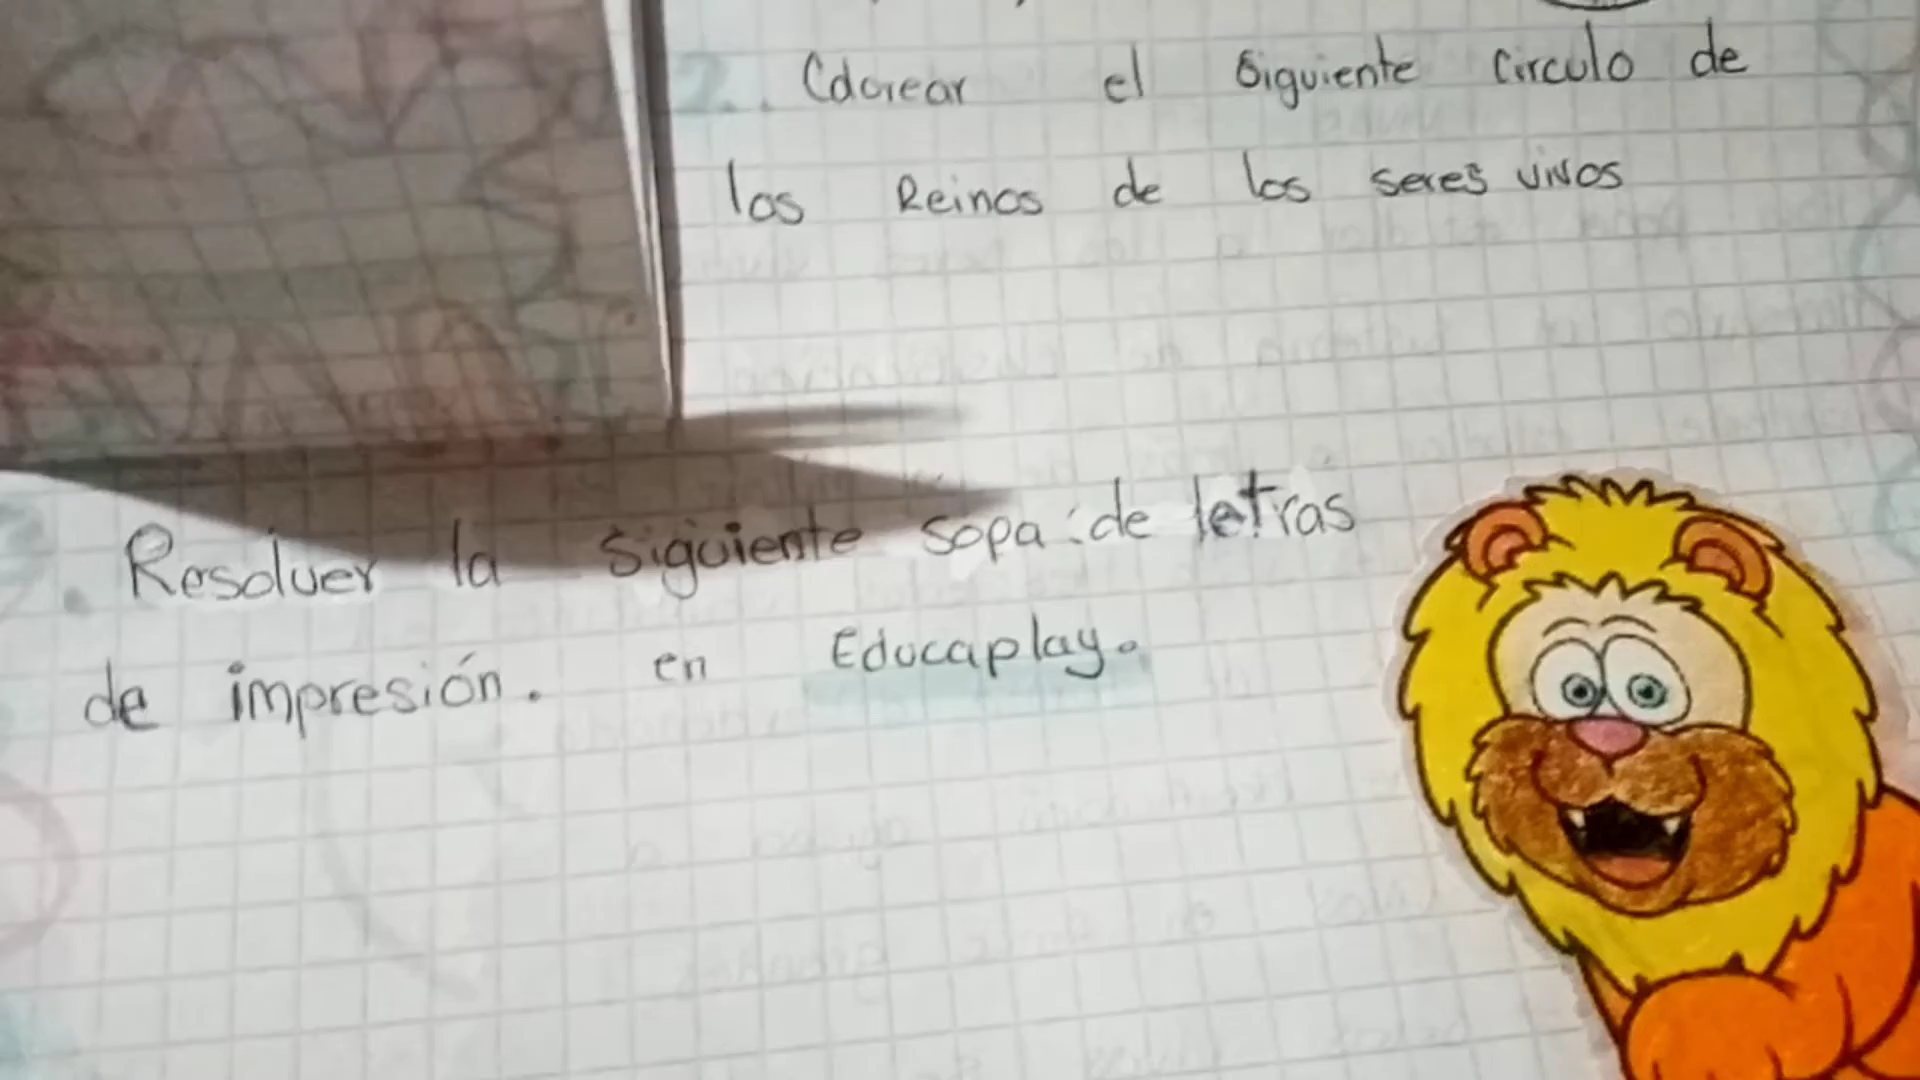 2. Colorear el siguiente circulo de
los Reinos de los seres vivos
Resolver la siguiente sopa de letras
de impresión. en Educaplay.